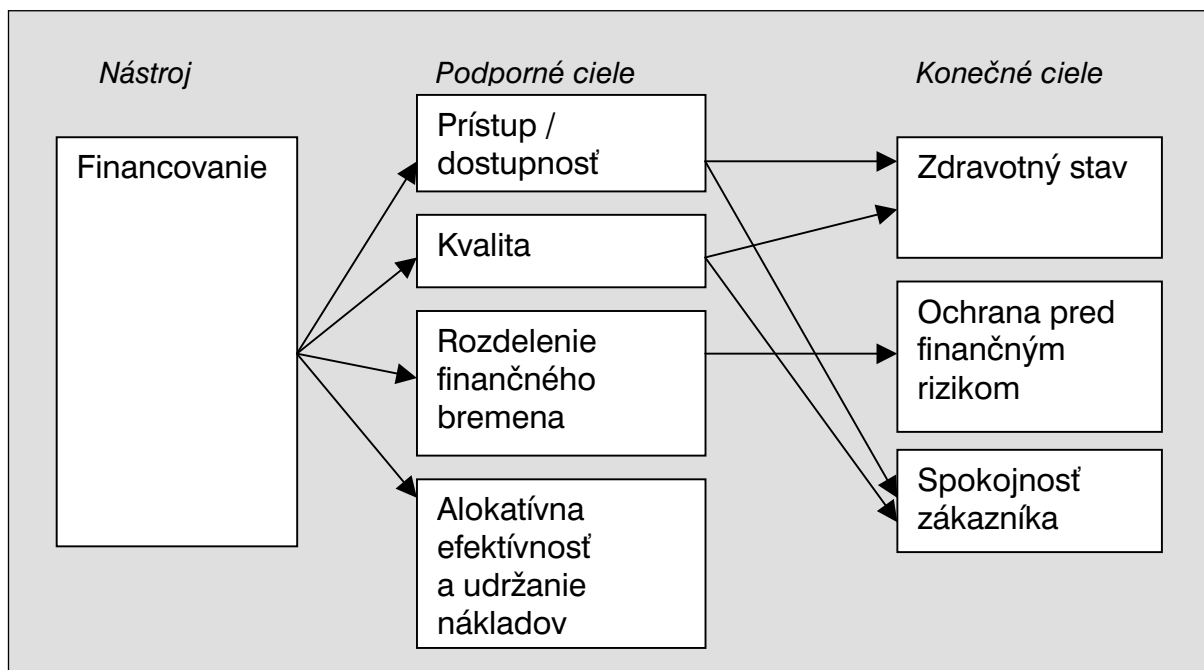 Nástroj
Podporné ciele
Konečné ciele
Financovanie
Prístup /
dostupnosť
Kvalita
Rozdelenie
finančného
bremena
Alokatívna
efektívnosť
a udržanie
nákladov
Zdravotný stav
Ochrana pred
finančným
rizikom
Spokojnosť
zákazníka